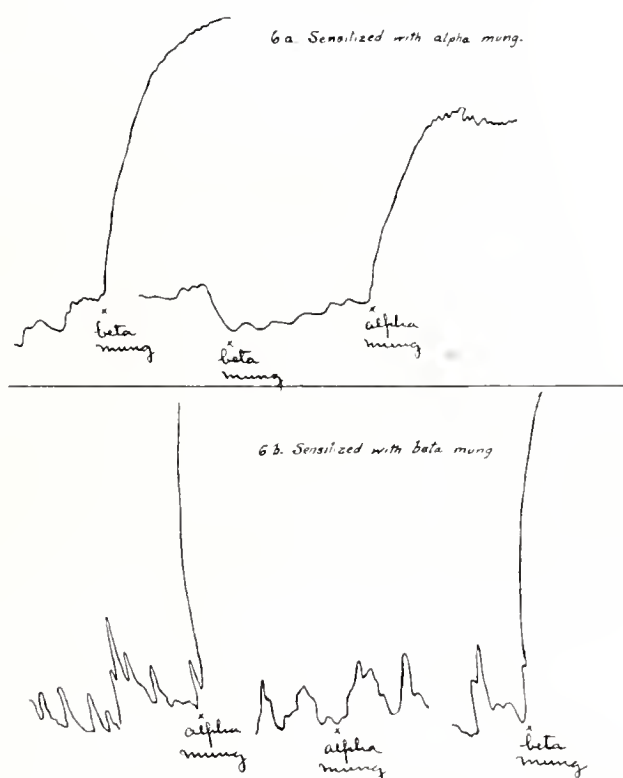 6a. Sensitized with alpha mung.
x
beta
mung
x
beta
mung
x
alpha
mung
6b. Sensitized with beta mung
x
alpha
mung
x
alpha
mung
x
beta
mung